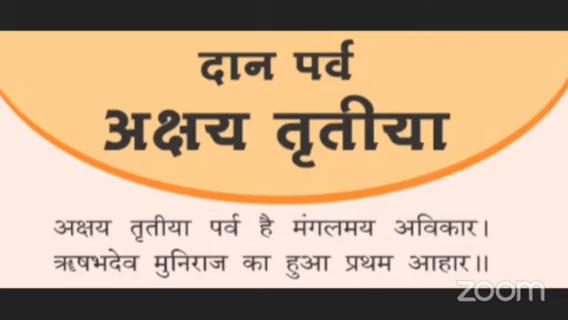 दान पर्व
अक्षय तृतीया
अक्षय तृतीया पर्व है मंगलमय अविकार।
ऋषभदेव मुनिराज का हुआ प्रथम आहार॥
zoom